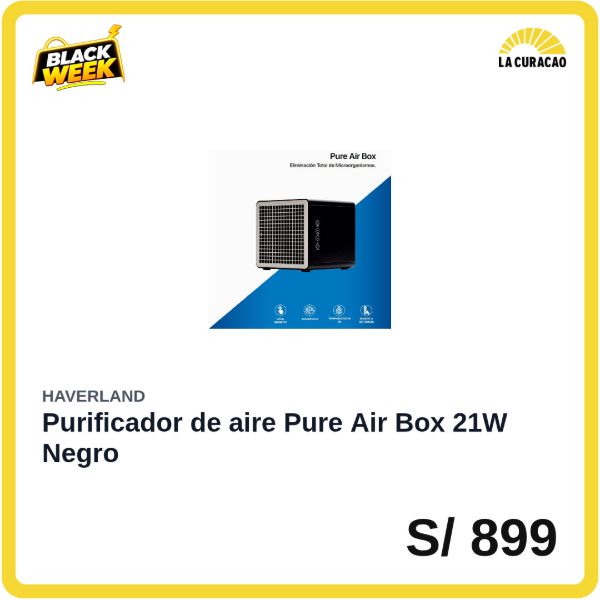 BLACK
WEEK
LA CURACAO
Pure Air Box
Eliminación Total de Microorganismos.
HAVERLAND
Purificador de aire Pure Air Box 21W
Negro
S/ 899